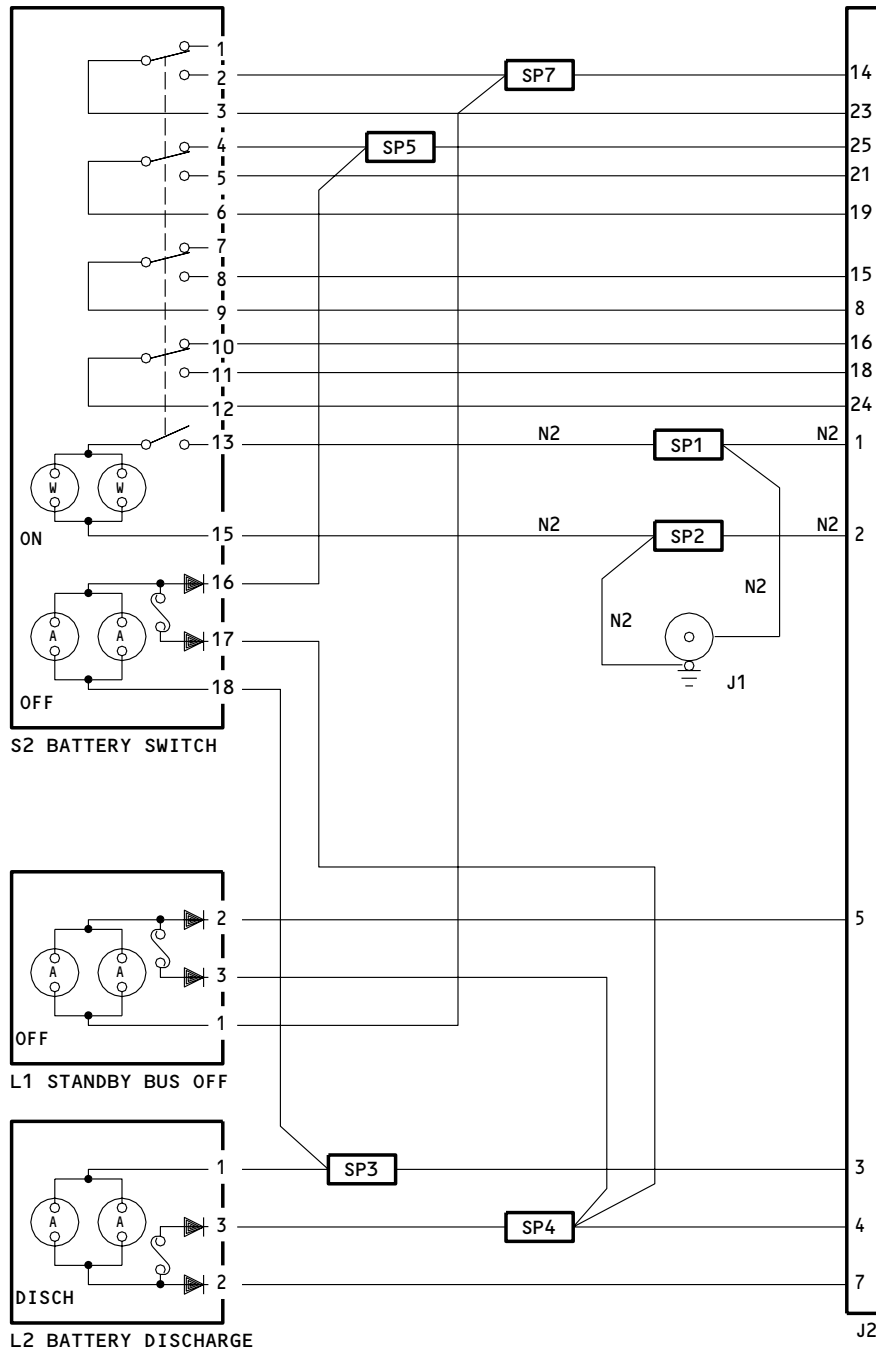 1
2 SP7 14
3 23
4 SP5 25
5 21
6 19
7
8 15
9 8
10 16
11 18
12 24
13 N2 SP1 N2 1
W W
ON
15 N2 SP2 N2 2
16
N2
N2
A A 17
OFF
18
J1
S2 BATTERY SWITCH
2 5
A A 3
1
OFF
L1 STANDBY BUS OFF
1 SP3 3
A A 3 SP4 4
2 7
DISCH
L2 BATTERY DISCHARGE
J2